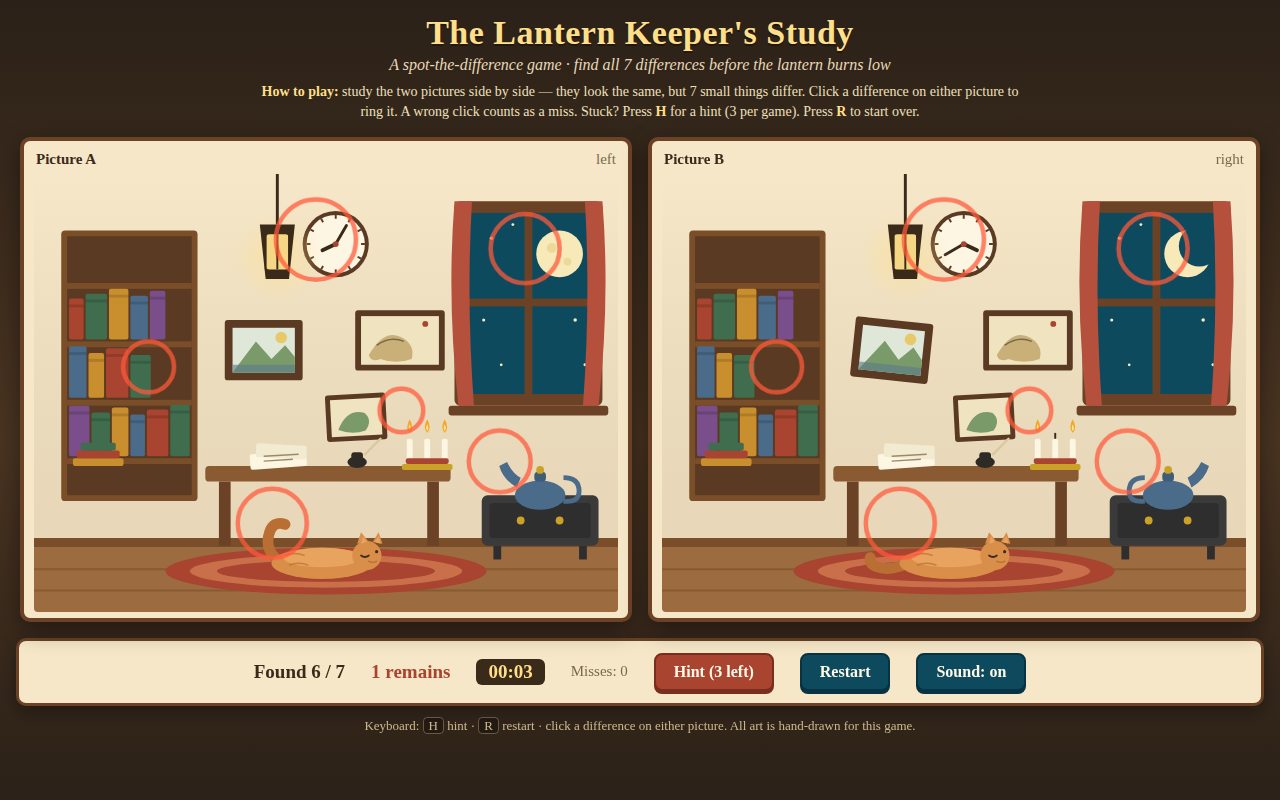 The Lantern Keeper's Study
A spot-the-difference game · find all 7 differences before the lantern burns low
How to play: study the two pictures side by side — they look the same, but 7 small things differ. Click a difference on either picture to
ring it. A wrong click counts as a miss. Stuck? Press H for a hint (3 per game). Press R to start over.
Picture A left
Picture B right
Found 6 / 7 1 remains 00:03 Misses: 0 Hint (3 left) Restart Sound: on
Keyboard: H hint · R restart · click a difference on either picture. All art is hand-drawn for this game.